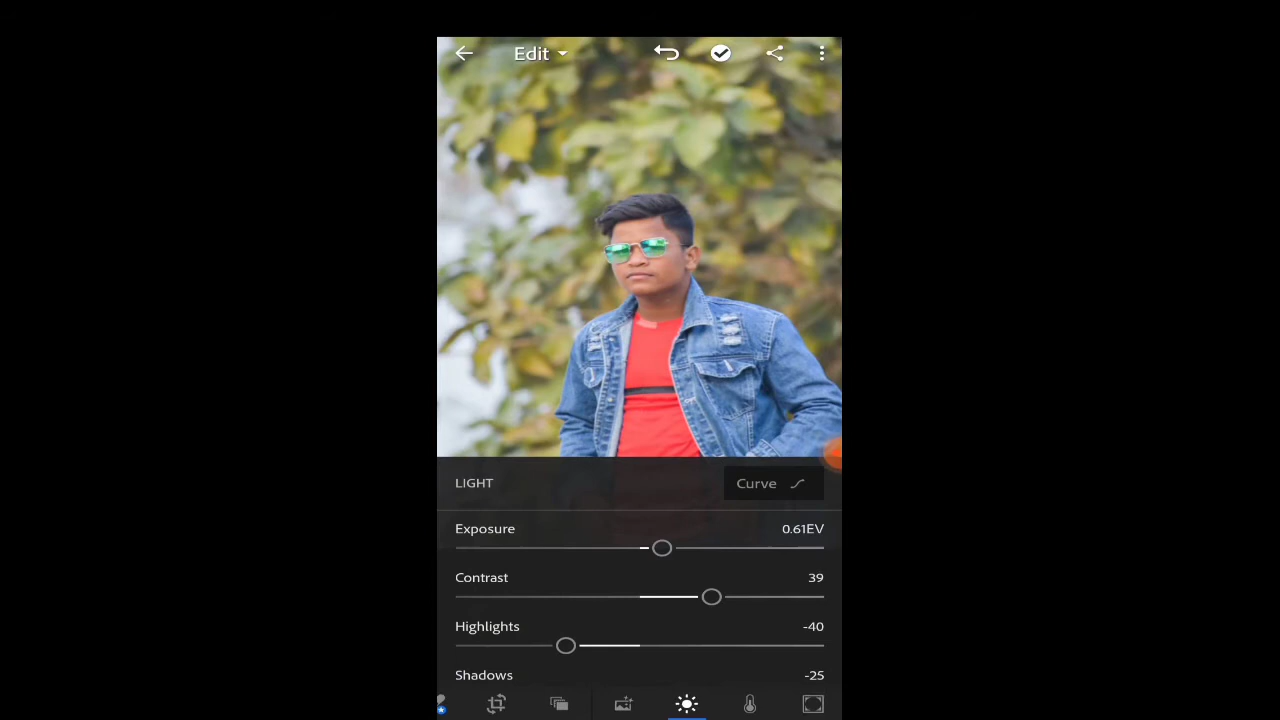 Edit
LIGHT
Curve
Exposure 0.61EV
Contrast 39
Highlights -40
Shadows -25